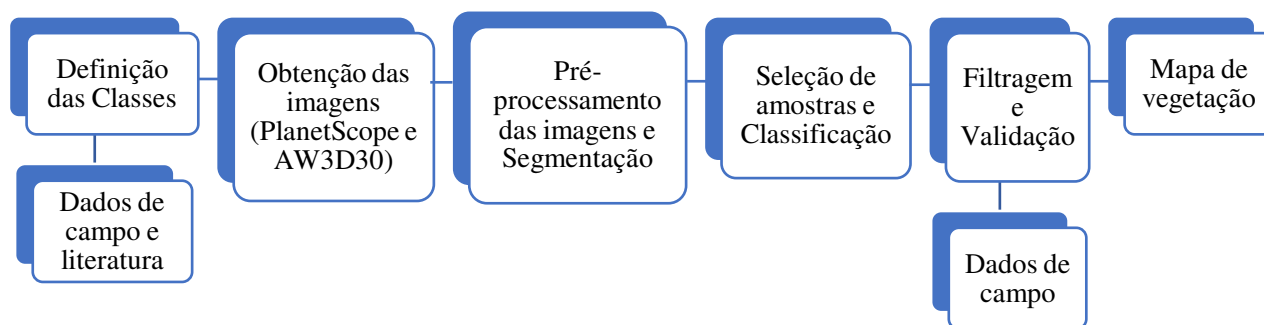 Definição
das Classes
Dados de
campo e
literatura
Obtenção das
imagens
(PlanetScope e
AW3D30)
Pré-
processamento
das imagens e
Segmentação
Seleção de
amostras e
Classificação
Filtragem
e
Validação
Dados de
campo
Mapa de
vegetação